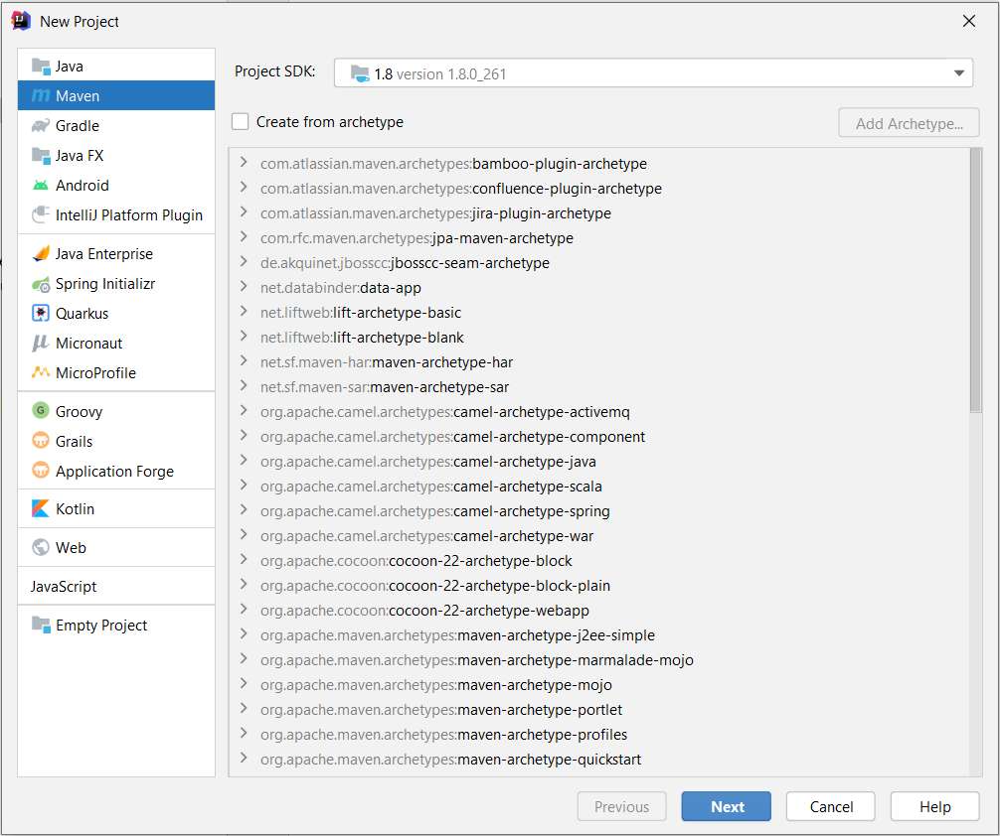 New Project
Java
Maven
Gradle
Java FX
Android
IntelliJ Platform Plugin
Java Enterprise
Spring Initializr
Quarkus
Micronaut
MicroProfile
Groovy
Grails
Application Forge
Kotlin
Web
JavaScript
Empty Project
Project SDK:
1.8 version 1.8.0_261
Create from archetype
Add Archetype...
com.atlassian.maven.archetypes:bamboo-plugin-archetype
com.atlassian.maven.archetypes:confluence-plugin-archetype
com.atlassian.maven.archetypes:jira-plugin-archetype
com.rfc.maven.archetypes:jpa-maven-archetype
de.akquinet.jbosscc:jbosscc-seam-archetype
net.databinder:data-app
net.liftweb:lift-archetype-basic
net.liftweb:lift-archetype-blank
net.sf.maven-har:maven-archetype-har
net.sf.maven-sar:maven-archetype-sar
org.apache.camel.archetypes:camel-archetype-activemq
org.apache.camel.archetypes:camel-archetype-component
org.apache.camel.archetypes:camel-archetype-java
org.apache.camel.archetypes:camel-archetype-scala
org.apache.camel.archetypes:camel-archetype-spring
org.apache.camel.archetypes:camel-archetype-war
org.apache.cocoon:cocoon-22-archetype-block
org.apache.cocoon:cocoon-22-archetype-block-plain
org.apache.cocoon:cocoon-22-archetype-webapp
org.apache.maven.archetypes:maven-archetype-j2ee-simple
org.apache.maven.archetypes:maven-archetype-marmalade-mojo
org.apache.maven.archetypes:maven-archetype-mojo
org.apache.maven.archetypes:maven-archetype-portlet
org.apache.maven.archetypes:maven-archetype-profiles
org.apache.maven.archetypes:maven-archetype-quickstart
Previous
Next
Cancel
Help